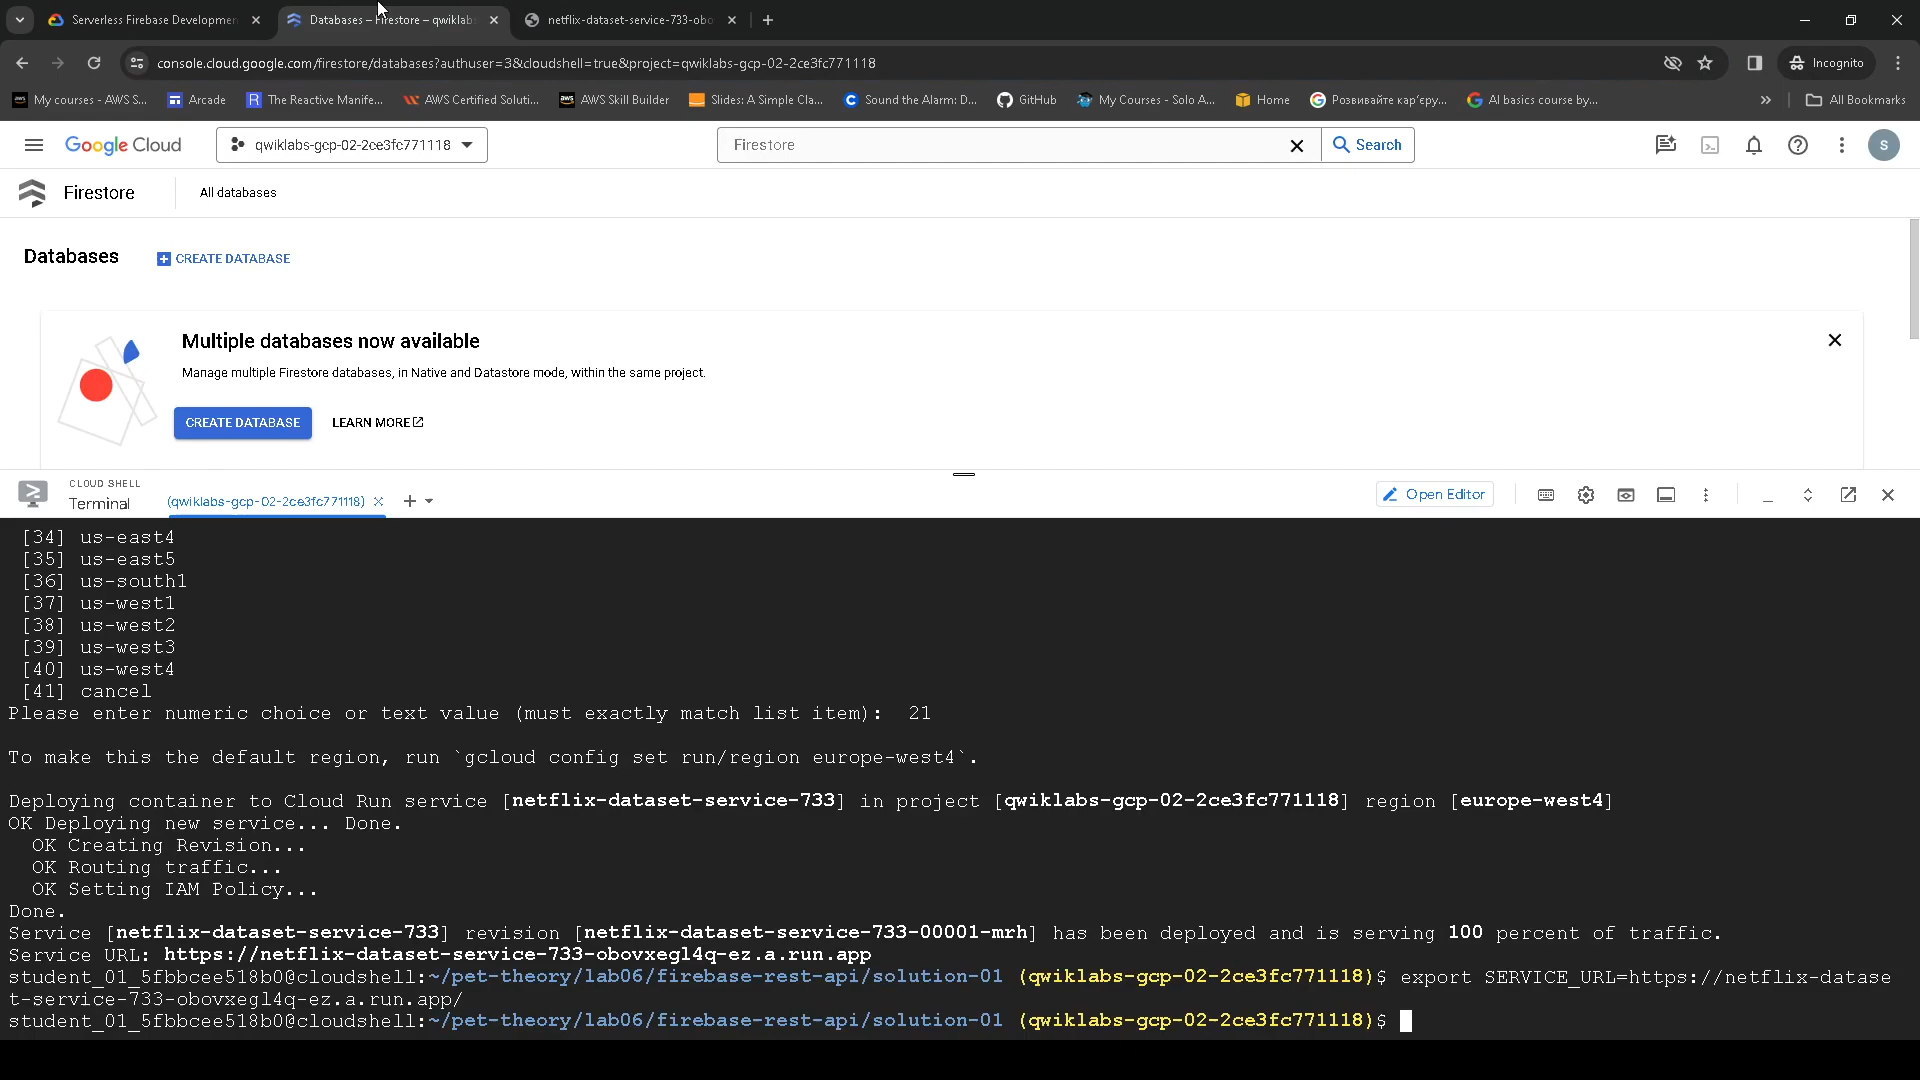 Serverless Firebase Developmen
Databases – Firestore – qwiklab
netflix-dataset-service-733-obo
console.cloud.google.com/firestore/databases?authuser=3&cloudshell=true&project=qwiklabs-gcp-02-2ce3fc771118
Incognito
My courses - AWS S...
Arcade
The Reactive Manife...
AWS Certified Soluti...
AWS Skill Builder
Slides: A Simple Cla...
Sound the Alarm: D...
GitHub
My Courses - Solo A...
Home
Розвивайте кар'єру...
AI basics course by...
All Bookmarks
Google Cloud
qwiklabs-gcp-02-2ce3fc771118
Firestore
Search
S
Firestore
All databases
Databases
CREATE DATABASE
Multiple databases now available
Manage multiple Firestore databases, in Native and Datastore mode, within the same project.
CREATE DATABASE
LEARN MORE
CLOUD SHELL
Terminal
(qwiklabs-gcp-02-2ce3fc771118)
Open Editor
[34] us-east4
[35] us-east5
[36] us-south1
[37] us-west1
[38] us-west2
[39] us-west3
[40] us-west4
[41] cancel
Please enter numeric choice or text value (must exactly match list item):  21
To make this the default region, run `gcloud config set run/region europe-west4`.
Deploying container to Cloud Run service [netflix-dataset-service-733] in project [qwiklabs-gcp-02-2ce3fc771118] region [europe-west4]
OK Deploying new service... Done.
OK Creating Revision...
OK Routing traffic...
OK Setting IAM Policy...
Done.
Service [netflix-dataset-service-733] revision [netflix-dataset-service-733-00001-mrh] has been deployed and is serving 100 percent of traffic.
Service URL: https://netflix-dataset-service-733-obovxegl4q-ez.a.run.app
student_01_5fbbcee518b0@cloudshell:~/pet-theory/lab06/firebase-rest-api/solution-01 (qwiklabs-gcp-02-2ce3fc771118)$ export SERVICE_URL=https://netflix-datase
t-service-733-obovxegl4q-ez.a.run.app/
student_01_5fbbcee518b0@cloudshell:~/pet-theory/lab06/firebase-rest-api/solution-01 (qwiklabs-gcp-02-2ce3fc771118)$